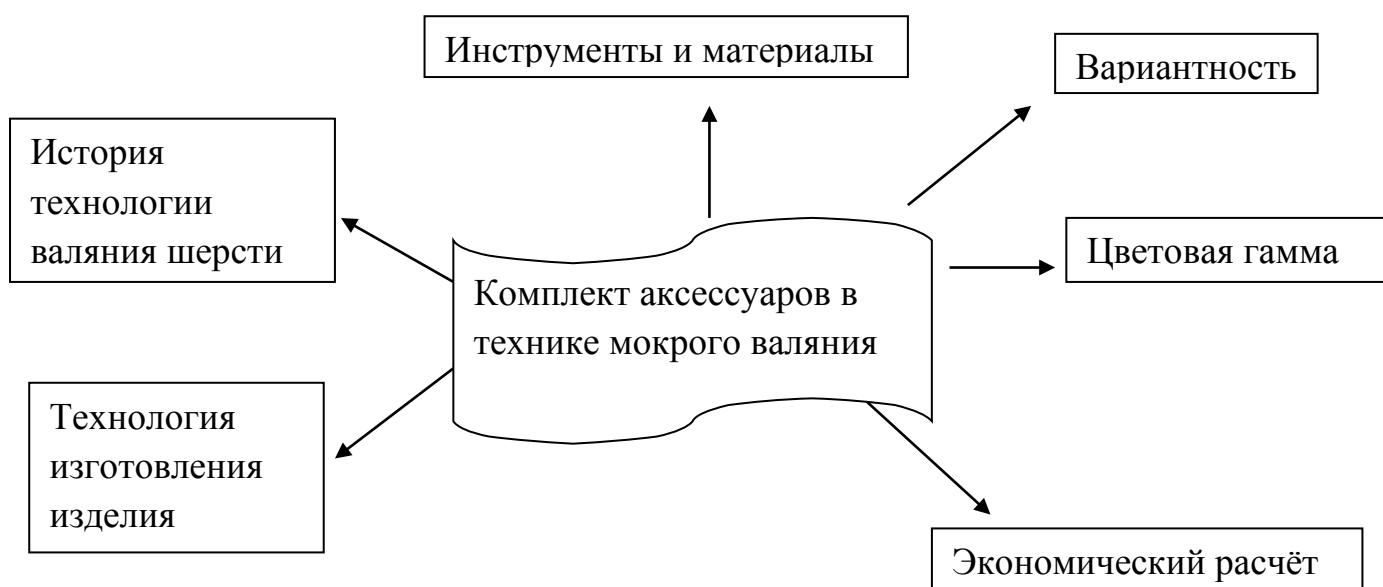 Инструменты и материалы
Вариантность
История
технологии
валяния шерсти
Цветовая гамма
Комплект аксессуаров в
технике мокрого валяния
Технология
изготовления
изделия
Экономический расчёт